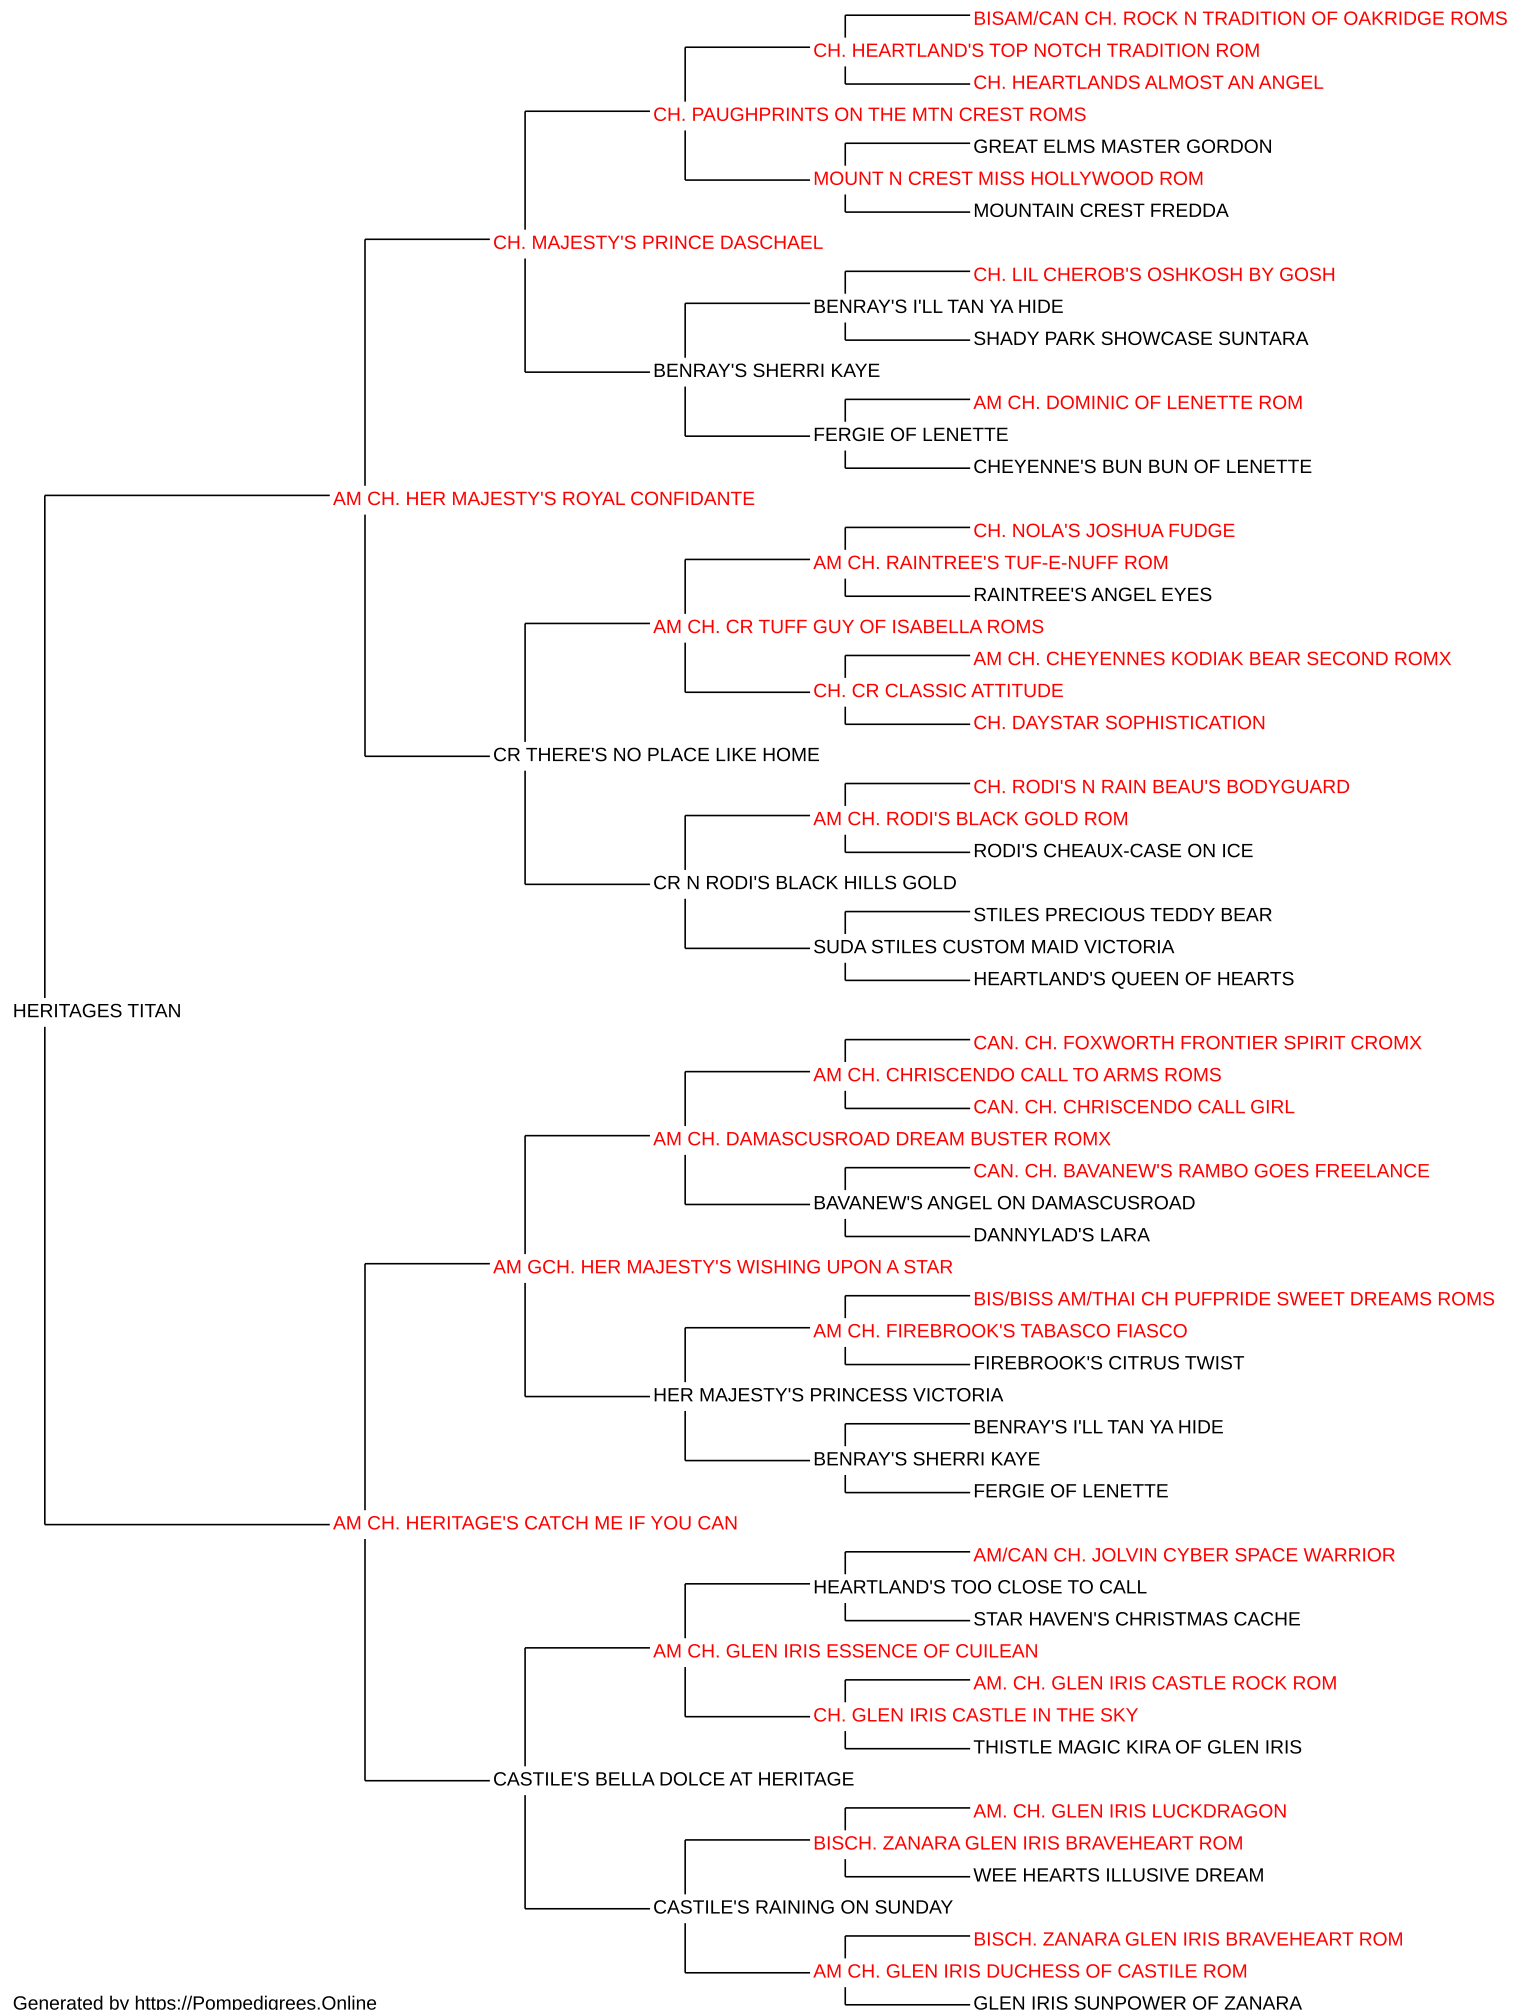 BISAM/CAN CH. ROCK N TRADITION OF OAKRIDGE ROMS
CH. HEARTLAND'S TOP NOTCH TRADITION ROM
CH. HEARTLANDS ALMOST AN ANGEL
CH. PAUGHPRINTS ON THE MTN CREST ROMS
GREAT ELMS MASTER GORDON
MOUNT N CREST MISS HOLLYWOOD ROM
MOUNTAIN CREST FREDDA
CH. MAJESTY'S PRINCE DASCHAEL
CH. LIL CHEROB'S OSHKOSH BY GOSH
BENRAY'S I'LL TAN YA HIDE
SHADY PARK SHOWCASE SUNTARA
BENRAY'S SHERRI KAYE
AM CH. DOMINIC OF LENETTE ROM
FERGIE OF LENETTE
CHEYENNE'S BUN BUN OF LENETTE
AM CH. HER MAJESTY'S ROYAL CONFIDANTE
CH. NOLA'S JOSHUA FUDGE
AM CH. RAINTREE'S TUF-E-NUFF ROM
RAINTREE'S ANGEL EYES
AM CH. CR TUFF GUY OF ISABELLA ROMS
AM CH. CHEYENNES KODIAK BEAR SECOND ROMX
CH. CR CLASSIC ATTITUDE
CH. DAYSTAR SOPHISTICATION
CR THERE'S NO PLACE LIKE HOME
CH. RODI'S N RAIN BEAU'S BODYGUARD
AM CH. RODI'S BLACK GOLD ROM
RODI'S CHEAUX-CASE ON ICE
CR N RODI'S BLACK HILLS GOLD
STILES PRECIOUS TEDDY BEAR
SUDA STILES CUSTOM MAID VICTORIA
HEARTLAND'S QUEEN OF HEARTS
HERITAGES TITAN
CAN. CH. FOXWORTH FRONTIER SPIRIT CROMX
AM CH. CHRISCENDO CALL TO ARMS ROMS
CAN. CH. CHRISCENDO CALL GIRL
AM CH. DAMASCUSROAD DREAM BUSTER ROMX
CAN. CH. BAVANEW'S RAMBO GOES FREELANCE
BAVANEW'S ANGEL ON DAMASCUSROAD
DANNYLAD'S LARA
AM GCH. HER MAJESTY'S WISHING UPON A STAR
BIS/BISS AM/THAI CH PUFPRIDE SWEET DREAMS ROMS
AM CH. FIREBROOK'S TABASCO FIASCO
FIREBROOK'S CITRUS TWIST
HER MAJESTY'S PRINCESS VICTORIA
BENRAY'S I'LL TAN YA HIDE
BENRAY'S SHERRI KAYE
FERGIE OF LENETTE
AM CH. HERITAGE'S CATCH ME IF YOU CAN
AM/CAN CH. JOLVIN CYBER SPACE WARRIOR
HEARTLAND'S TOO CLOSE TO CALL
STAR HAVEN'S CHRISTMAS CACHE
AM CH. GLEN IRIS ESSENCE OF CUILEAN
AM. CH. GLEN IRIS CASTLE ROCK ROM
CH. GLEN IRIS CASTLE IN THE SKY
THISTLE MAGIC KIRA OF GLEN IRIS
CASTILE'S BELLA DOLCE AT HERITAGE
AM. CH. GLEN IRIS LUCKDRAGON
BISCH. ZANARA GLEN IRIS BRAVEHEART ROM
WEE HEARTS ILLUSIVE DREAM
CASTILE'S RAINING ON SUNDAY
BISCH. ZANARA GLEN IRIS BRAVEHEART ROM
AM CH. GLEN IRIS DUCHESS OF CASTILE ROM
GLEN IRIS SUNPOWER OF ZANARA
Generated by https://Pompedigrees.Online